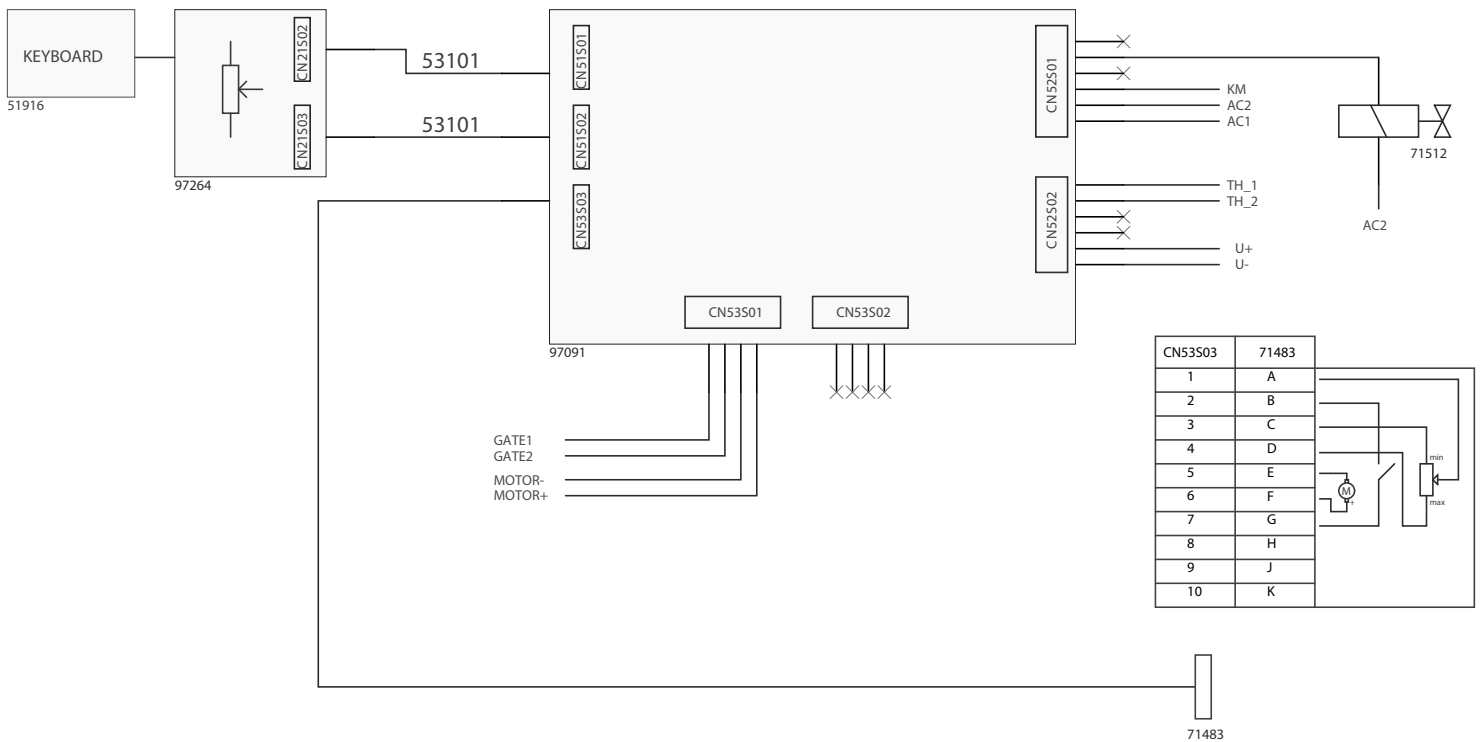 KEYBOARD
51916
CN21S02
CN21S03
97264
53101
53101
CN51S01
CN51S02
CN53S03
CN53S01
CN53S02
97091
CN52S01
CN52S02
KM
AC2
AC1
TH_1
TH_2
U+
U-
71512
AC2
GATE1
GATE2
MOTOR-
MOTOR+
CN53S03 71483
1 A
2 B
3 C
4 D
5 E
6 F
7 G
8 H
9 J
10 K
M
+
min
max
71483